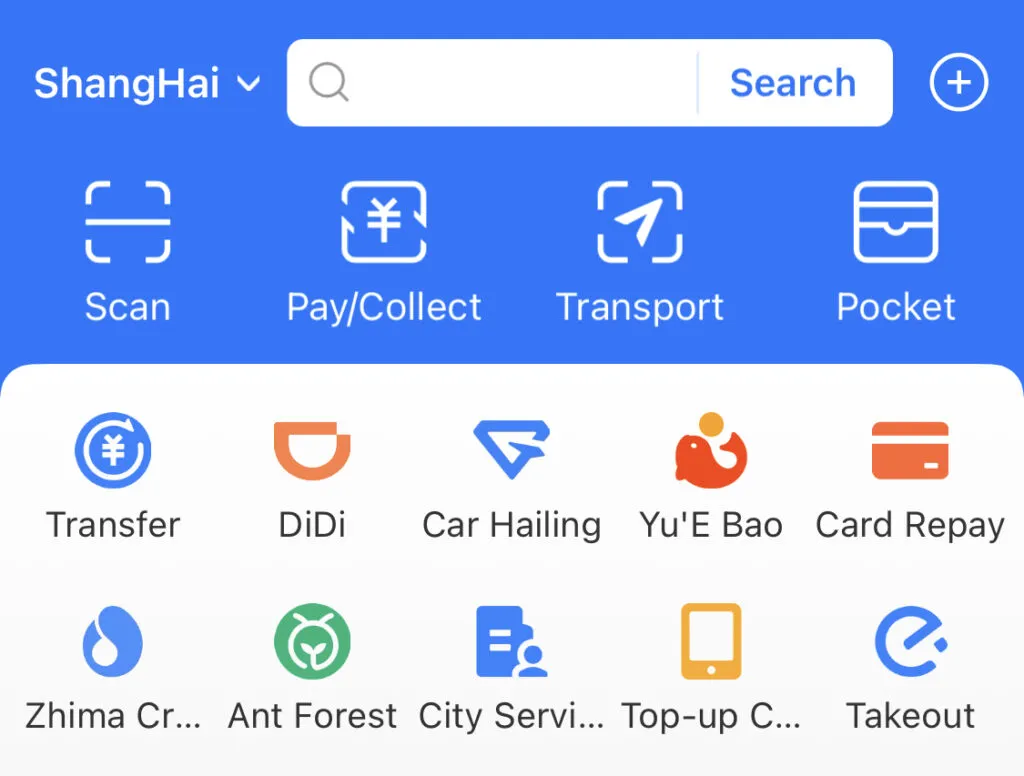 ShangHai Search
Scan Pay/Collect Transport Pocket
Transfer DiDi Car Hailing Yu'E Bao Card Repay
Zhima Cr... Ant Forest City Servi... Top-up C... Takeout